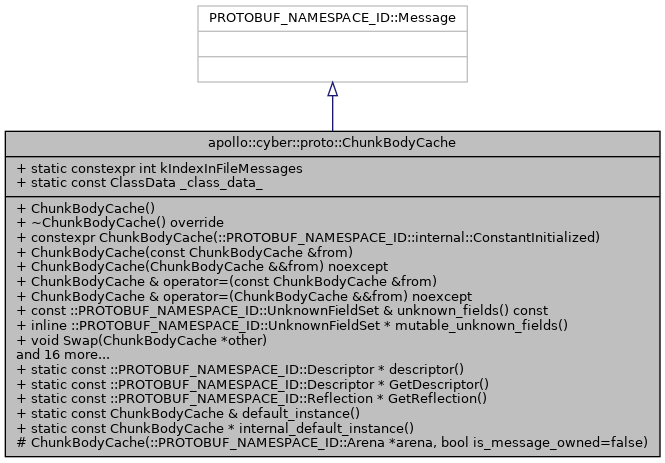 PROTOBUF_NAMESPACE_ID::Message
apollo::cyber::proto::ChunkBodyCache
+ static constexpr int kIndexInFileMessages
+ static const ClassData _class_data_
+ ChunkBodyCache()
+ ~ChunkBodyCache() override
+ constexpr ChunkBodyCache(::PROTOBUF_NAMESPACE_ID::internal::ConstantInitialized)
+ ChunkBodyCache(const ChunkBodyCache &from)
+ ChunkBodyCache(ChunkBodyCache &&from) noexcept
+ ChunkBodyCache & operator=(const ChunkBodyCache &from)
+ ChunkBodyCache & operator=(ChunkBodyCache &&from) noexcept
+ const ::PROTOBUF_NAMESPACE_ID::UnknownFieldSet & unknown_fields() const
+ inline ::PROTOBUF_NAMESPACE_ID::UnknownFieldSet * mutable_unknown_fields()
+ void Swap(ChunkBodyCache *other)
and 16 more...
+ static const ::PROTOBUF_NAMESPACE_ID::Descriptor * descriptor()
+ static const ::PROTOBUF_NAMESPACE_ID::Descriptor * GetDescriptor()
+ static const ::PROTOBUF_NAMESPACE_ID::Reflection * GetReflection()
+ static const ChunkBodyCache & default_instance()
+ static const ChunkBodyCache * internal_default_instance()
# ChunkBodyCache(::PROTOBUF_NAMESPACE_ID::Arena *arena, bool is_message_owned=false)